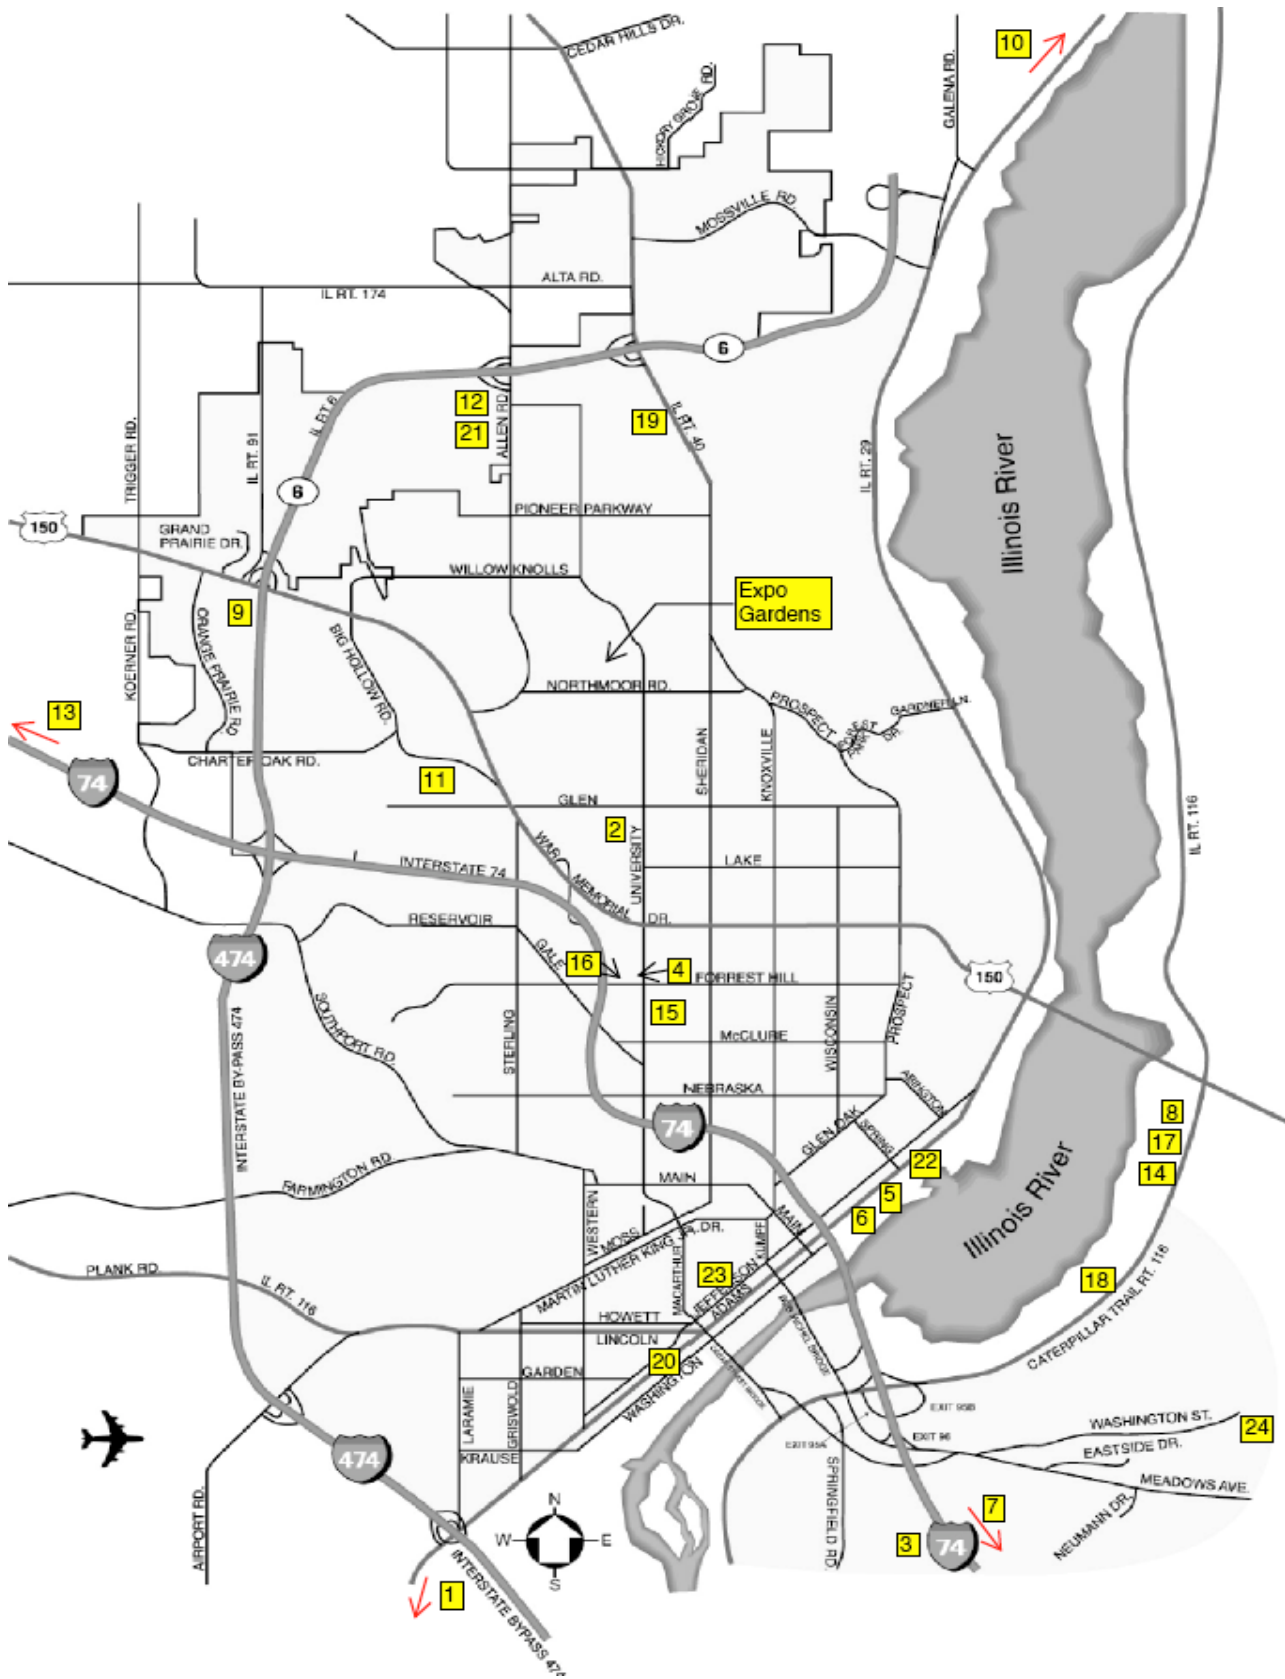 10
CEDAR HILLS DR.
GALENA RD.
HICKORY GROVE RD.
MOSSVILLE RD.
ALTA RD.
IL RT. 174
6
12
21
ALLEN RD
19
IL RT. 40
IL RT 6
IL RT. 91
TRIGGER RD.
IL RT. 29
Illinois River
6
150
GRAND
PRAIRIE DR.
PIONEER PARKWAY
WILLOW KNOLLS
Expo
Gardens
9
KOERNER RD.
ORANGE PRAIRIE RD.
BIG HOLLOW RD.
NORTHMOOR RD.
PROSPECT
FOREST
PARK
DR.
GARDNER LN.
13
74
CHARTER OAK RD.
11
SHERIDAN
KNOXVILLE
GLEN
2
UNIVERSITY
WAR
MEMORIAL
DR.
LAKE
IL RT. 116
INTERSTATE 74
RESERVOIR
GALE
474
16
4
FORREST HILL
150
15
SOUTHPORT RD.
STERLING
McCLURE
WISCONSIN
PROSPECT
INTERSTATE BY-PASS 474
NEBRASKA
ABINGTON
74
GLEN OAK
SPRING
8
17
14
22
5
6
Illinois River
FARMINGTON RD.
MAIN
MAIN
WESTERN
MOSS
MARTIN LUTHER KING JR. DR.
MACARTHUR
KUMPF
23
JEFFERSON
ADAMS
PLANK RD.
IL RT. 116
18
CATERPILLAR TRAIL RT. 116
HOWETT
LINCOLN
20
GARDEN
WASHINGTON
BOB MICHEL BRIDGE
LARAMIE
GRISWOLD
KRAUSE
EXIT 95B
EXIT 95A
EXIT 96
WASHINGTON ST.
24
EASTSIDE DR.
MEADOWS AVE.
NEUMANN DR.
SPRINGFIELD RD.
474
AIRPORT RD.
N
W
E
S
7
3
74
1
INTERSTATE BYPASS 474